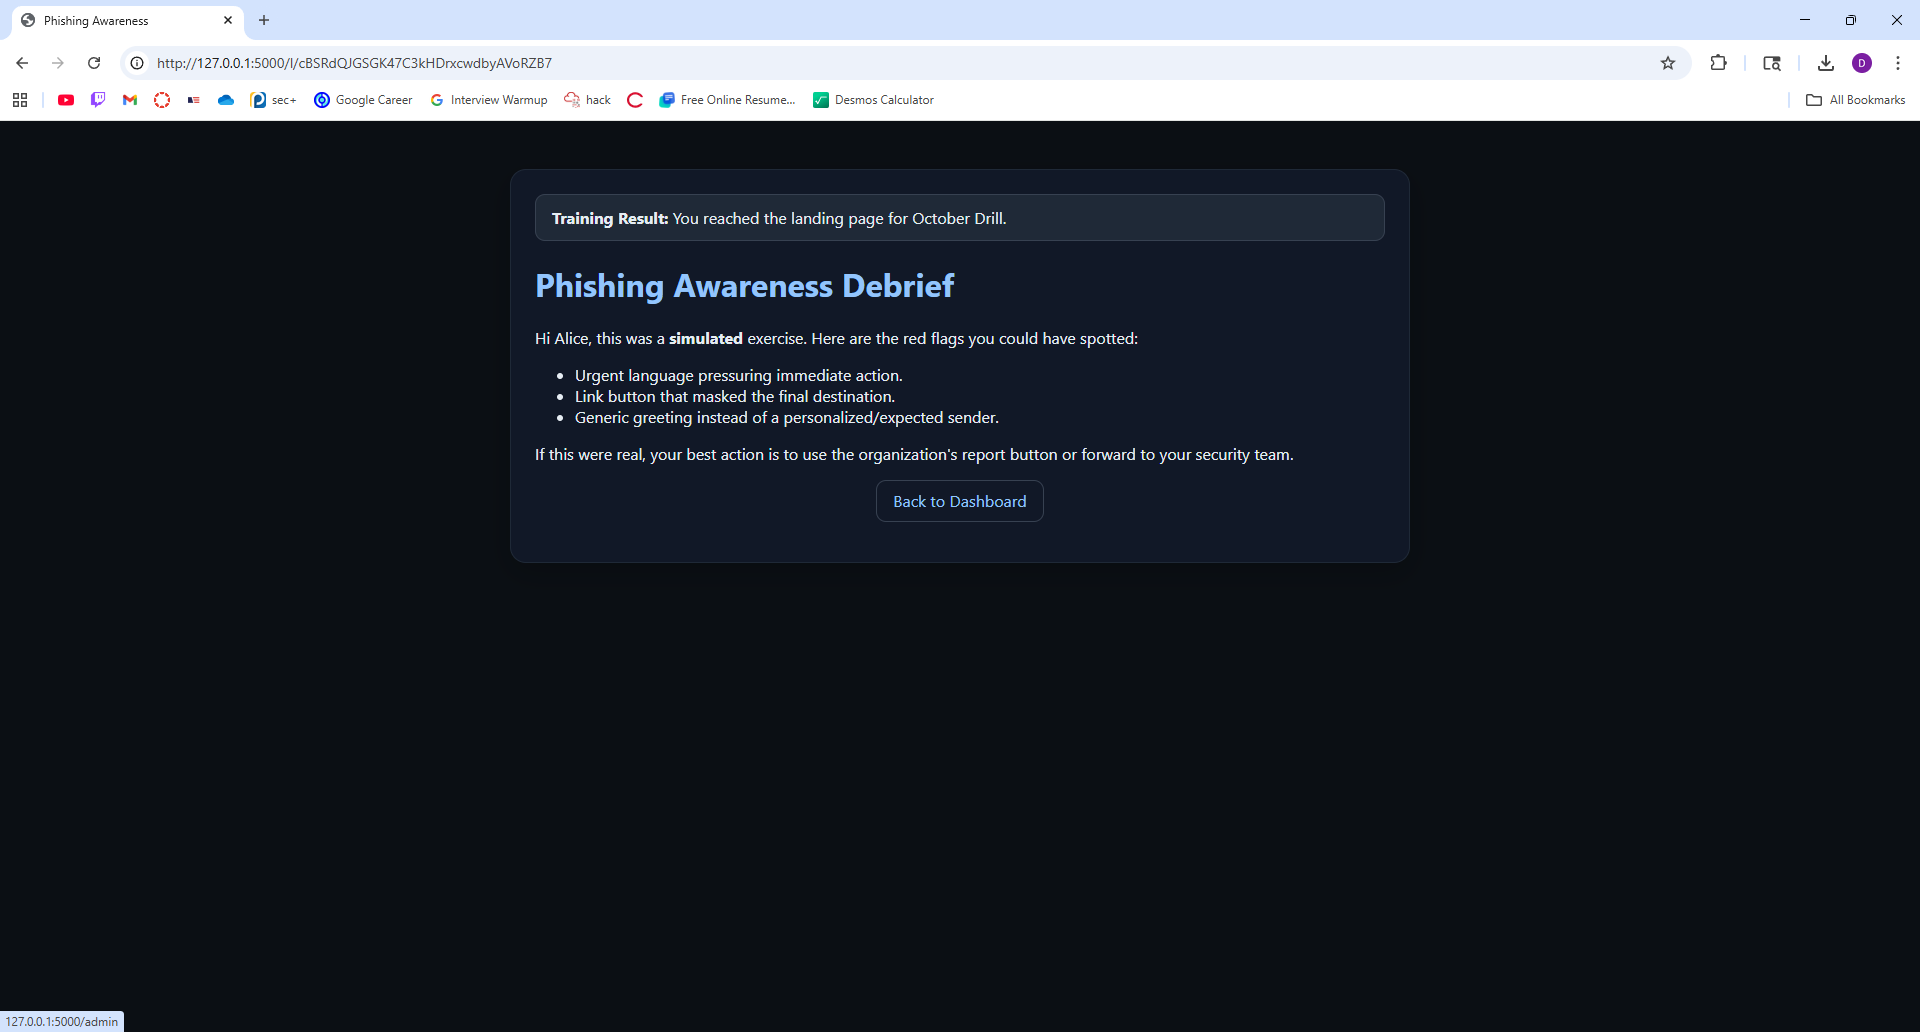 Phishing Awareness
http://127.0.0.1:5000/l/cBSRdQJGSGK47C3kHDrxcwdbyAVoRZB7
D
sec+
Google Career
Interview Warmup
hack
Free Online Resume...
Desmos Calculator
All Bookmarks
Training Result: You reached the landing page for October Drill.
Phishing Awareness Debrief
Hi Alice, this was a simulated exercise. Here are the red flags you could have spotted:
• Urgent language pressuring immediate action.
• Link button that masked the final destination.
• Generic greeting instead of a personalized/expected sender.
If this were real, your best action is to use the organization's report button or forward to your security team.
Back to Dashboard
127.0.0.1:5000/admin